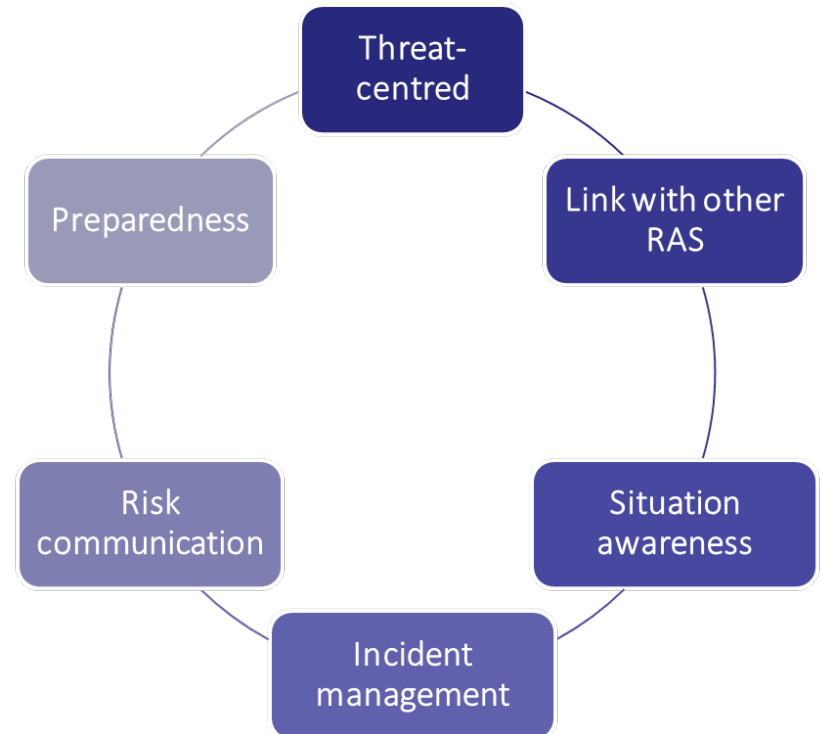 Threat-
centred
Link with other
RAS
Situation
awareness
Incident
management
Risk
communication
Preparedness